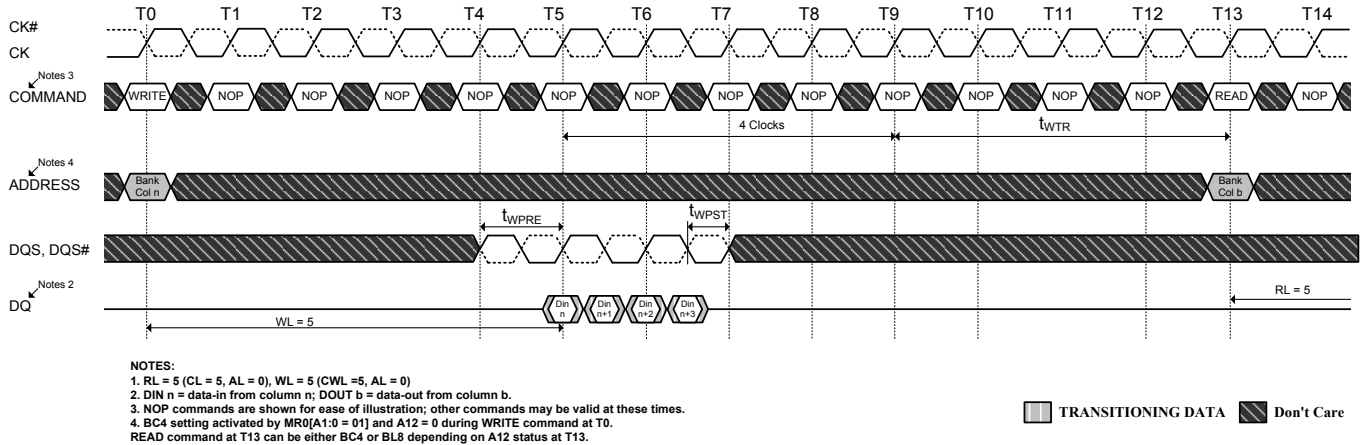 T0 T1 T2 T3 T4 T5 T6 T7 T8 T9 T10 T11 T12 T13 T14
CK#
CK
Notes 3
COMMAND WRITE NOP NOP NOP NOP NOP NOP NOP NOP NOP NOP NOP NOP READ NOP
4 Clocks tWTR
Notes 4
ADDRESS Bank Col n Bank Col b
tWPRE tWPST
DQS, DQS#
Notes 2
DQ Din n Din n+1 Din n+2 Din n+3
RL = 5
WL = 5
NOTES:
1. RL = 5 (CL = 5, AL = 0), WL = 5 (CWL =5, AL = 0)
2. DIN n = data-in from column n; DOUT b = data-out from column b.
3. NOP commands are shown for ease of illustration; other commands may be valid at these times.
4. BC4 setting activated by MR0[A1:0 = 01] and A12 = 0 during WRITE command at T0.
READ command at T13 can be either BC4 or BL8 depending on A12 status at T13.
TRANSITIONING DATA Don't Care